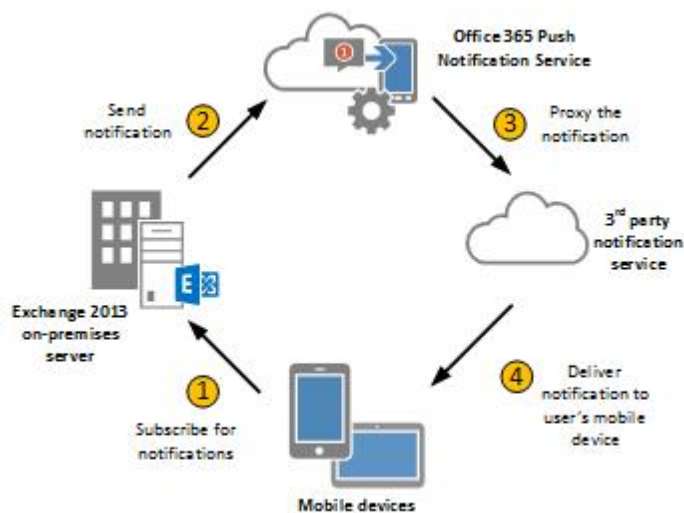 Office 365 Push
Notification Service
1
Send
notification
2
3
Proxy the
notification
3rd party
notification
service
E
Exchange 2013
on-premises
server
1
Subscribe for
notifications
4
Deliver
notification to
user's mobile
device
Mobile devices